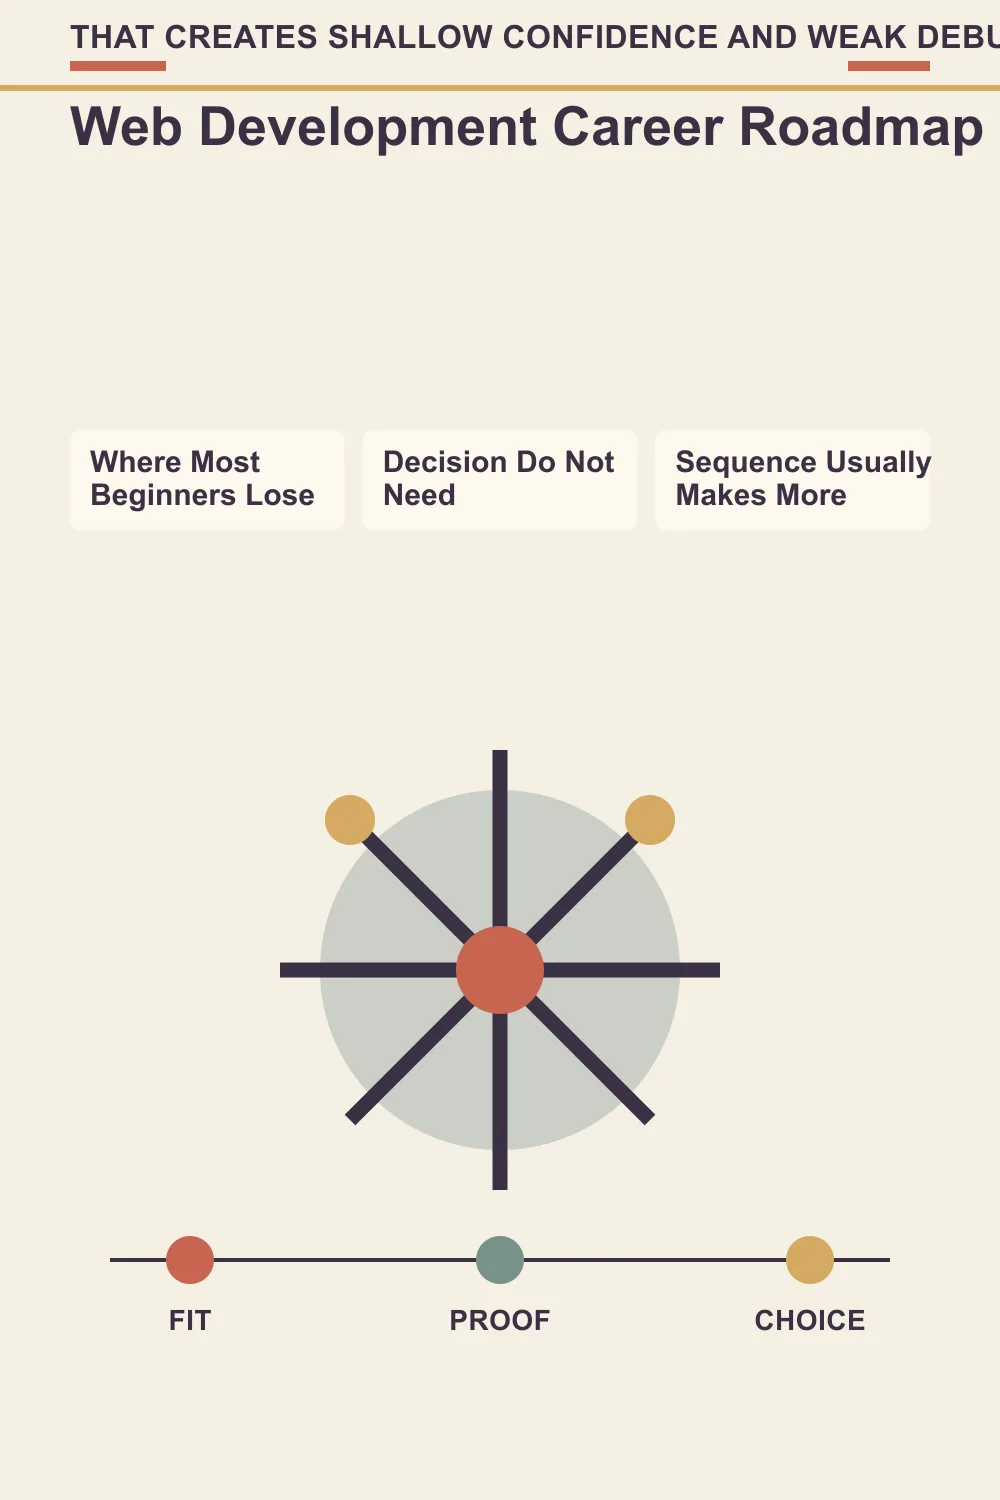 THAT CREATES SHALLOW CONFIDENCE AND WEAK DEBU
Web Development Career Roadmap
Where Most
Beginners Lose
Decision Do Not
Need
Sequence Usually
Makes More
FIT
PROOF
CHOICE